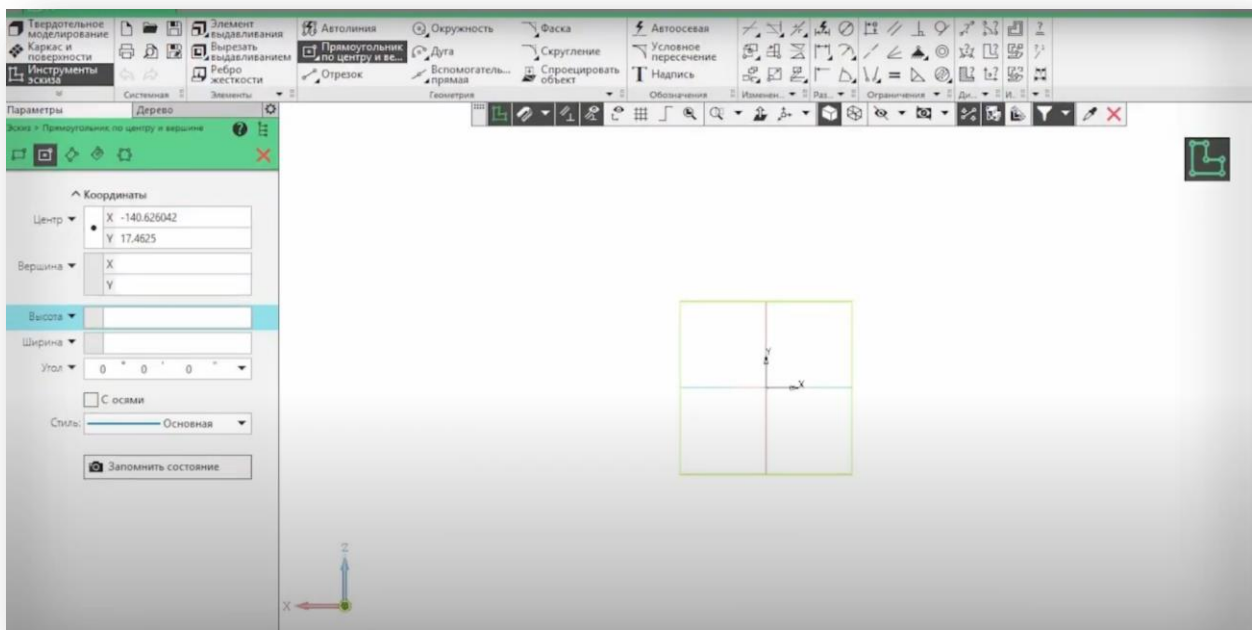 Твердотельное
моделирование
Каркас и
поверхности
Инструменты
эскиза
Системная
Элемент
выдавливания
Вырезать
выдавливанием
Ребро
жесткости
Элементы
Автолиния
Прямоугольник
по центру и ве...
Отрезок
Окружность
Дуга
Вспомогатель...
прямая
Фаска
Скругление
Спроецировать
объект
Геометрия
Автоосевая
Условное
пересечение
Надпись
Обозначения
Изменен...
Раз...
Ограничения
Ди...
И...
Параметры
Дерево
Эскиз > Прямоугольник по центру и вершине
Координаты
Центр
X -140.626042
Y 17.4625
Вершина
X
Y
Высота
Ширина
Угол 0 ° 0 ' 0 "
С осями
Стиль: Основная
Запомнить состояние
Y
X
Z
X